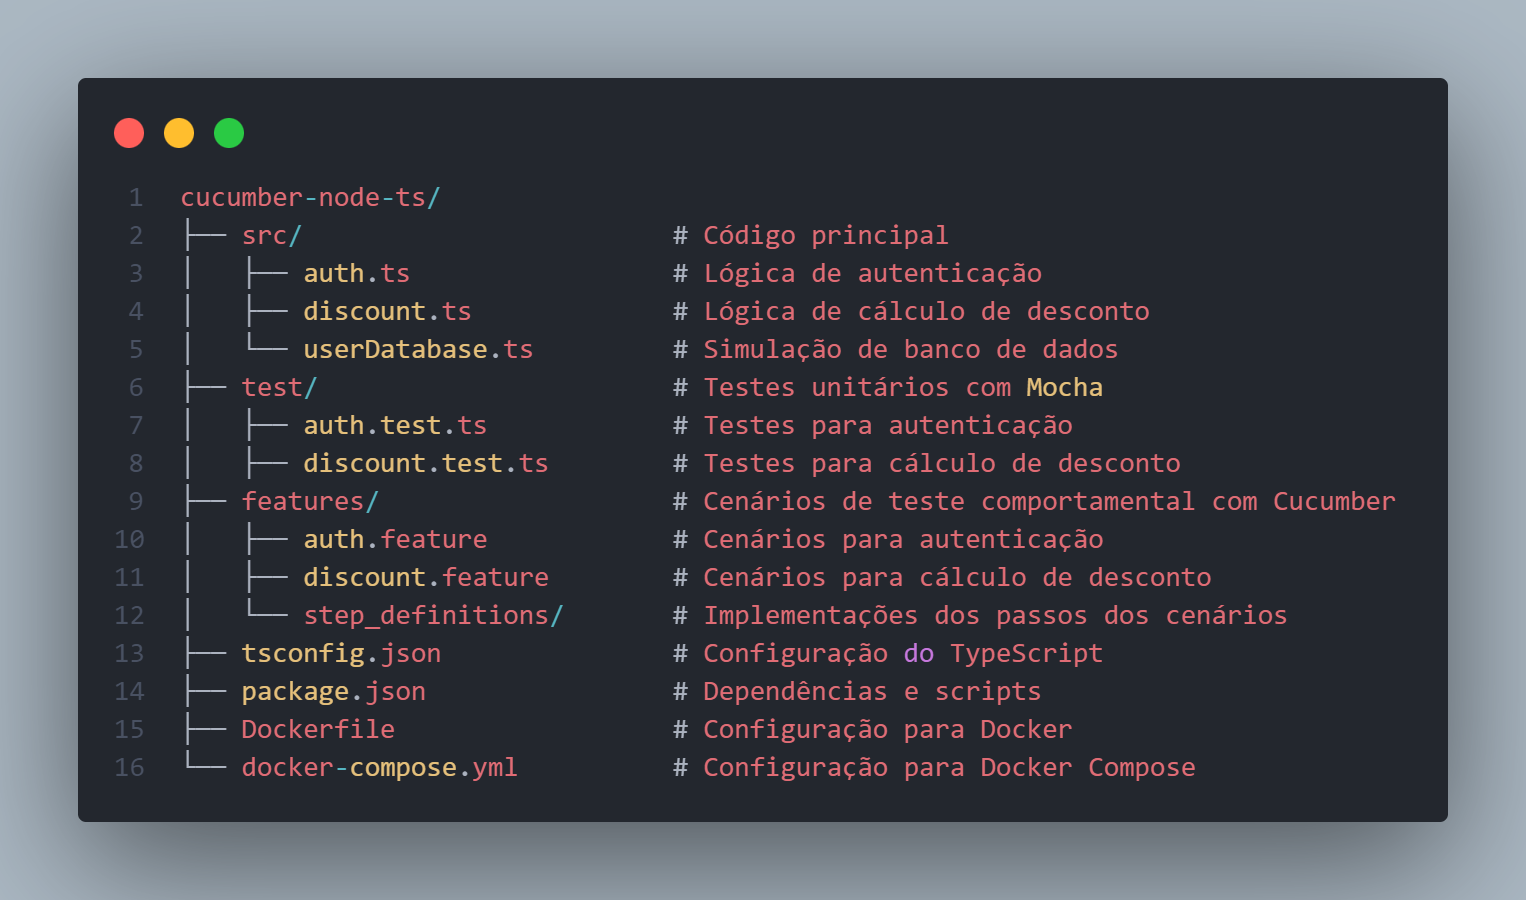 1 cucumber-node-ts/
2 ├── src/ # Código principal
3 │   ├── auth.ts # Lógica de autenticação
4 │   ├── discount.ts # Lógica de cálculo de desconto
5 │   └── userDatabase.ts # Simulação de banco de dados
6 ├── test/ # Testes unitários com Mocha
7 │   ├── auth.test.ts # Testes para autenticação
8 │   ├── discount.test.ts # Testes para cálculo de desconto
9 ├── features/ # Cenários de teste comportamental com Cucumber
10 │   ├── auth.feature # Cenários para autenticação
11 │   ├── discount.feature # Cenários para cálculo de desconto
12 │   └── step_definitions/ # Implementações dos passos dos cenários
13 ├── tsconfig.json # Configuração do TypeScript
14 ├── package.json # Dependências e scripts
15 ├── Dockerfile # Configuração para Docker
16 └── docker-compose.yml # Configuração para Docker Compose